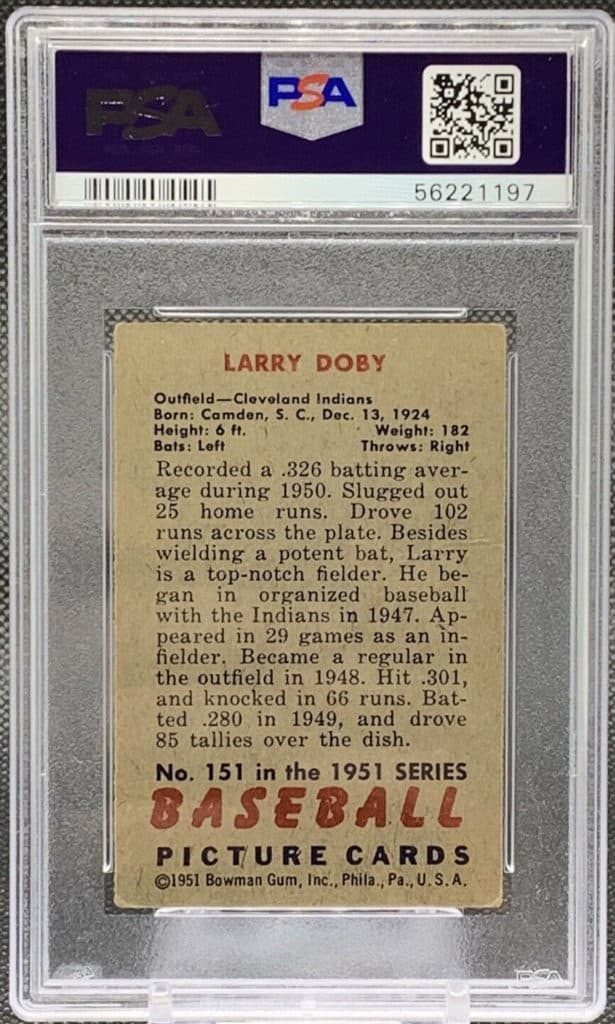 PSA
PSA
56221197
LARRY DOBY
Outfield—Cleveland Indians
Born: Camden, S. C., Dec. 13, 1924
Height: 6 ft. Weight: 182
Bats: Left Throws: Right
Recorded a .326 batting aver-
age during 1950. Slugged out
25 home runs. Drove 102
runs across the plate. Besides
wielding a potent bat, Larry
is a top-notch fielder. He be-
gan in organized baseball
with the Indians in 1947. Ap-
peared in 29 games as an in-
fielder. Became a regular in
the outfield in 1948. Hit .301,
and knocked in 66 runs. Bat-
ted .280 in 1949, and drove
85 tallies over the dish.
No. 151 in the 1951 SERIES
BASEBALL
PICTURE CARDS
©1951 Bowman Gum, Inc., Phila., Pa., U. S. A.
PSA